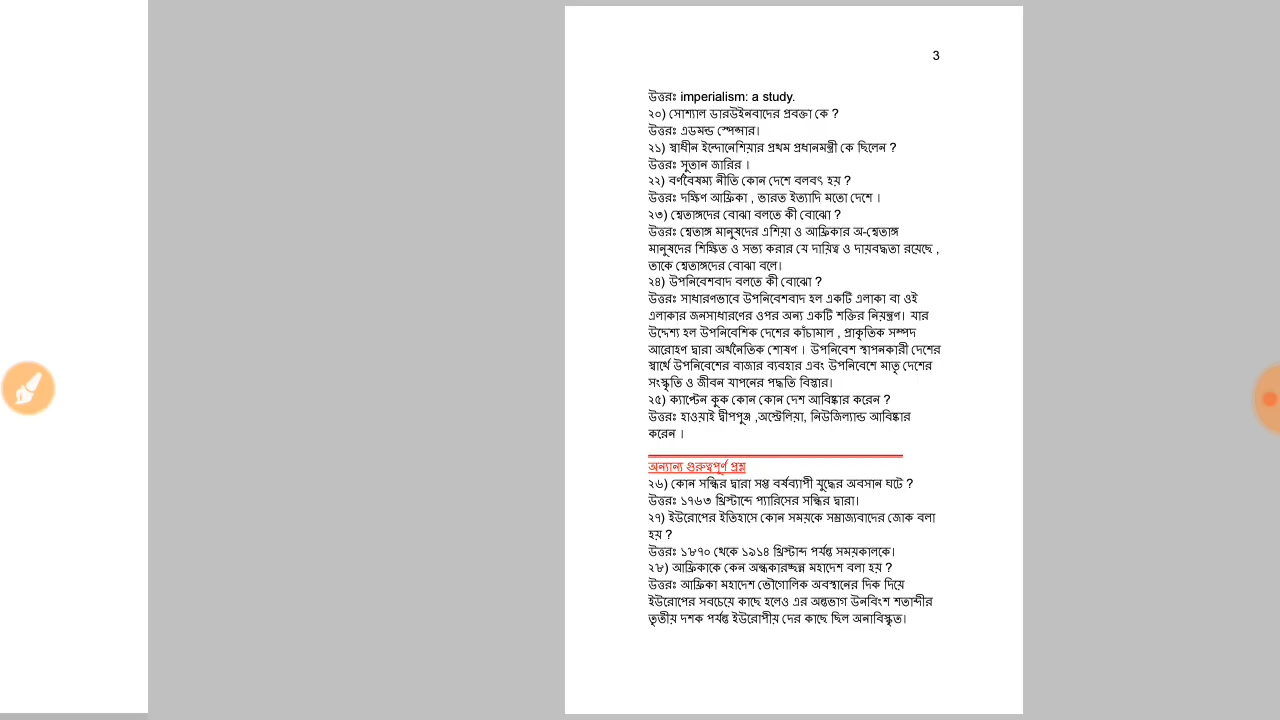 3
উত্তরঃ imperialism: a study.
২০) সোশ্যাল ডারউইনবাদের প্রবক্তা কে ?
উত্তরঃ এডমন্ড স্পেন্সার।
২১) স্বাধীন ইন্দোনেশিয়ার প্রথম প্রধানমন্ত্রী কে ছিলেন ?
উত্তরঃ সুতান জারির ।
২২) বর্ণবৈষম্য নীতি কোন দেশে বলবৎ হয় ?
উত্তরঃ দক্ষিণ আফ্রিকা , ভারত ইত্যাদি মতো দেশে ।
২৩) শ্বেতাঙ্গদের বোঝা বলতে কী বোঝো ?
উত্তরঃ শ্বেতাঙ্গ মানুষদের এশিয়া ও আফ্রিকার অ-শ্বেতাঙ্গ
মানুষদের শিক্ষিত ও সভ্য করার যে দায়িত্ব ও দায়বদ্ধতা রয়েছে ,
তাকে শ্বেতাঙ্গদের বোঝা বলে।
২৪) উপনিবেশবাদ বলতে কী বোঝো ?
উত্তরঃ সাধারণভাবে উপনিবেশবাদ হল একটি এলাকা বা ওই
এলাকার জনসাধারণের ওপর অন্য একটি শক্তির নিয়ন্ত্রণ। যার
উদ্দেশ্য হল উপনিবেশিক দেশের কাঁচামাল , প্রাকৃতিক সম্পদ
আরোহণ দ্বারা অর্থনৈতিক শোষণ । উপনিবেশ স্থাপনকারী দেশের
স্বার্থে উপনিবেশের বাজার ব্যবহার এবং উপনিবেশে মাতৃ দেশের
সংস্কৃতি ও জীবন যাপনের পদ্ধতি বিস্তার।
২৫) ক্যাপ্টেন কুক কোন কোন দেশ আবিষ্কার করেন ?
উত্তরঃ হাওয়াই দ্বীপপুঞ্জ ,অস্ট্রেলিয়া, নিউজিল্যান্ড আবিষ্কার
করেন ।
অন্যান্য গুরুত্বপূর্ণ প্রশ্ন
২৬) কোন সন্ধির দ্বারা সপ্ত বর্ষব্যাপী যুদ্ধের অবসান ঘটে ?
উত্তরঃ ১৭৬৩ খ্রিস্টাব্দে প্যারিসের সন্ধির দ্বারা।
২৭) ইউরোপের ইতিহাসে কোন সময়কে সম্রাজ্যবাদের জোক বলা
হয় ?
উত্তরঃ ১৮৭০ থেকে ১৯১৪ খ্রিস্টাব্দ পর্যন্ত সময়কালকে।
২৮) আফ্রিকাকে কেন অন্ধকারচ্ছন্ন মহাদেশ বলা হয় ?
উত্তরঃ আফ্রিকা মহাদেশ ভৌগোলিক অবস্থানের দিক দিয়ে
ইউরোপের সবচেয়ে কাছে হলেও এর অন্তভাগ উনবিংশ শতাব্দীর
তৃতীয় দশক পর্যন্ত ইউরোপীয় দের কাছে ছিল অনাবিস্কৃত।